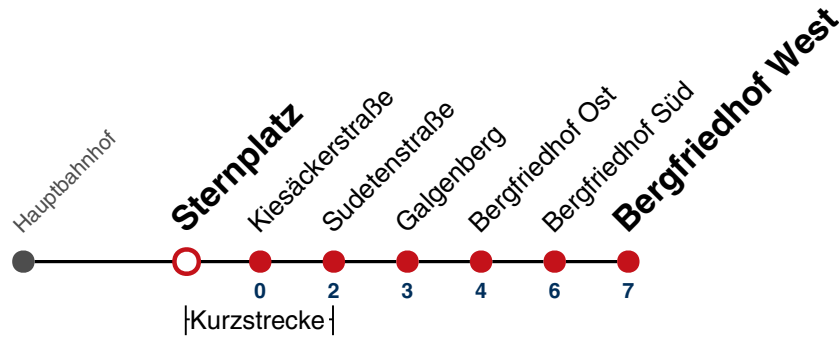 Hauptbahnhof
Sternplatz
Kiesäckerstraße
Sudetenstraße
Galgenberg
Bergfriedhof Ost
Bergfriedhof Süd
Bergfriedhof West
0 2 3 4 6 7
Kurzstrecke